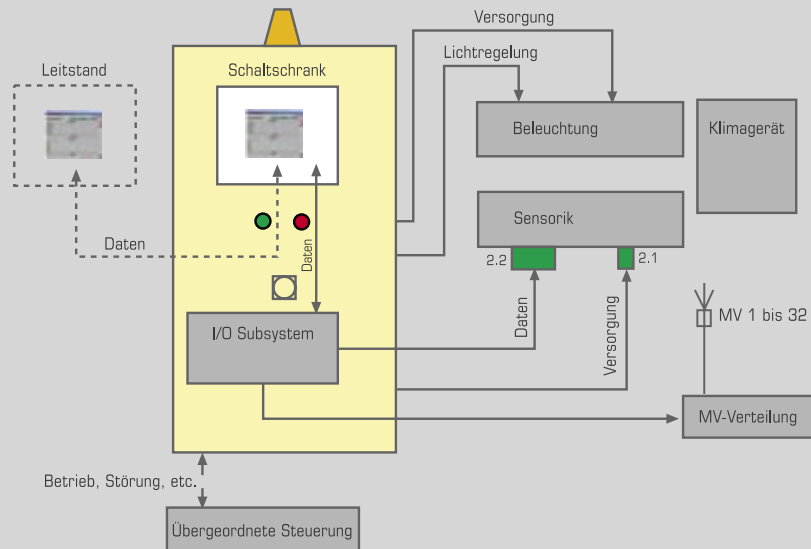 Versorgung
Lichtregelung
Leitstand
Schaltschrank
Beleuchtung
Klimagerät
Sensorik
Daten
Daten
2.2
2.1
Daten
Versorgung
MV 1 bis 32
I/O Subsystem
MV-Verteilung
Betrieb, Störung, etc.
Übergeordnete Steuerung